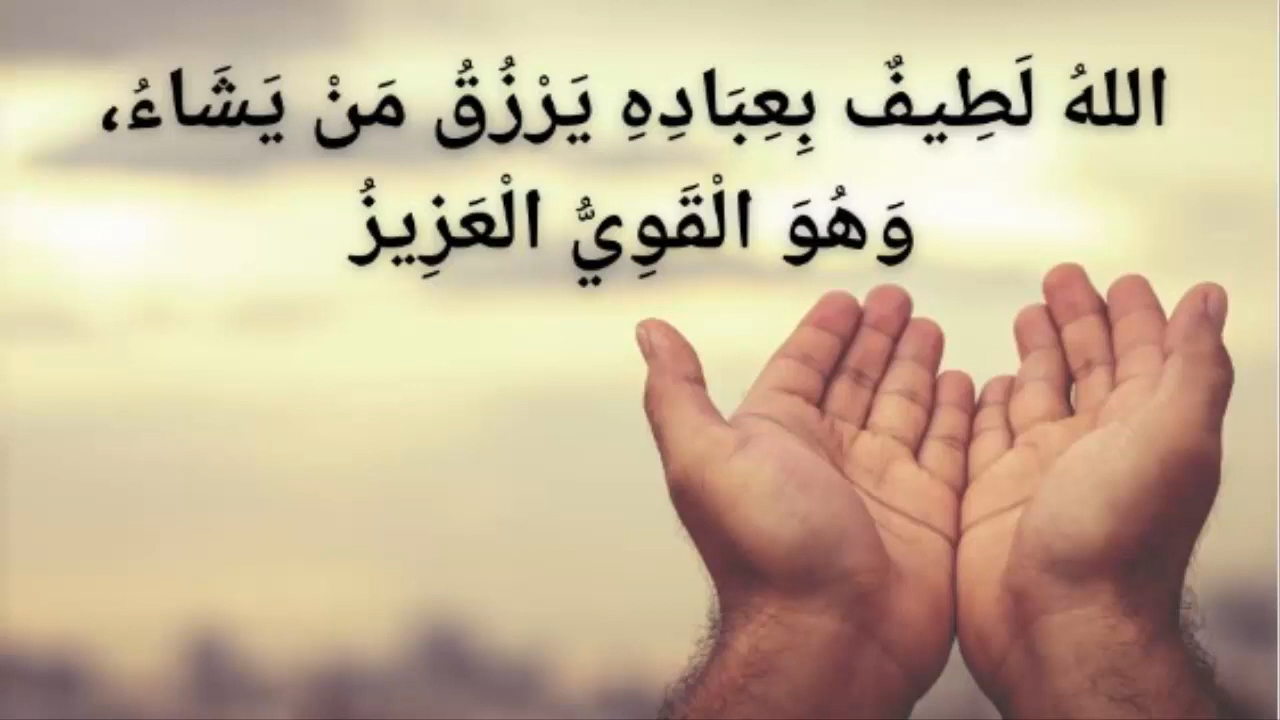 اللهُ لَطِيفٌ بِعِبَادِهِ يَرْزُقُ مَنْ يَشَاءُ،
وَهُوَ الْقَوِيُّ الْعَزِيزُ